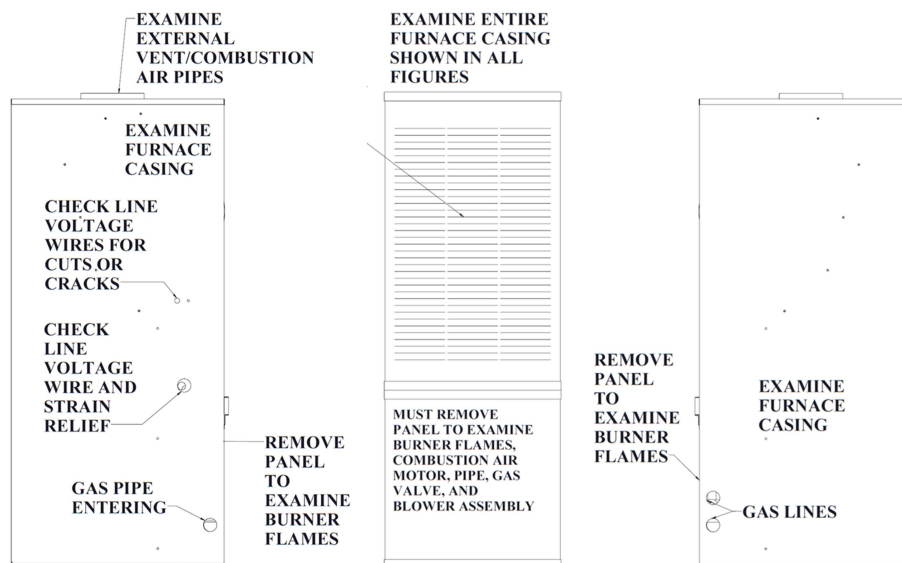 EXAMINE
EXTERNAL
VENT/COMBUSTION
AIR PIPES
EXAMINE
FURNACE
CASING
CHECK LINE
VOLTAGE
WIRES FOR
CUTS OR
CRACKS
CHECK
LINE
VOLTAGE
WIRE AND
STRAIN
RELIEF
GAS PIPE
ENTERING
REMOVE
PANEL
TO
EXAMINE
BURNER
FLAMES
EXAMINE ENTIRE
FURNACE CASING
SHOWN IN ALL
FIGURES
MUST REMOVE
PANEL TO EXAMINE
BURNER FLAMES,
COMBUSTION AIR
MOTOR, PIPE, GAS
VALVE, AND
BLOWER ASSEMBLY
REMOVE
PANEL
TO
EXAMINE
BURNER
FLAMES
EXAMINE
FURNACE
CASING
GAS LINES